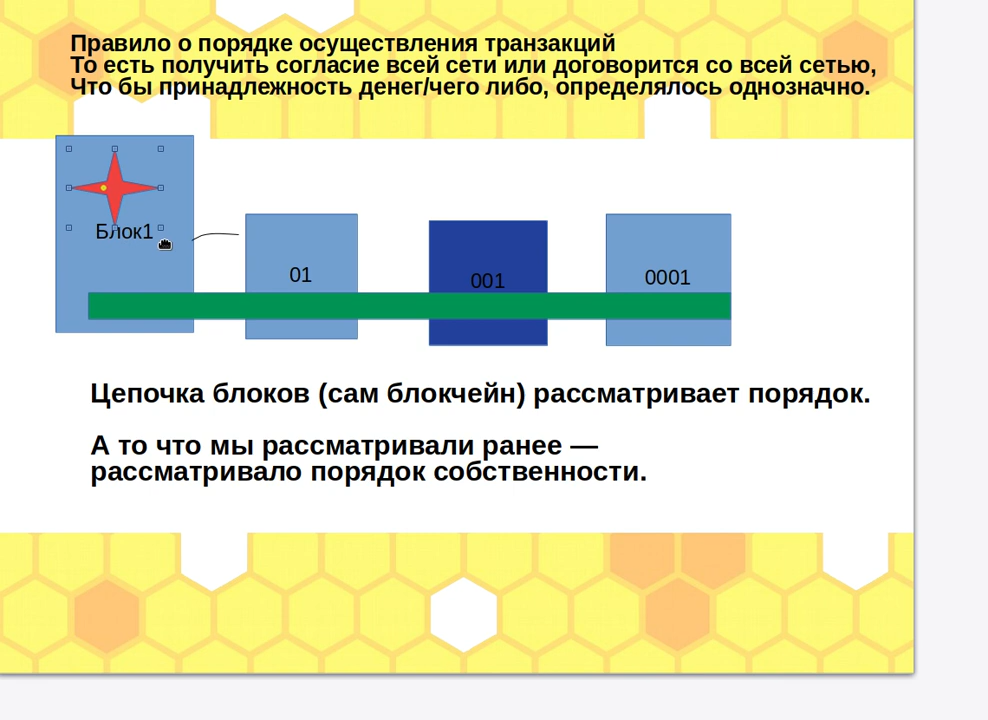 Правило о порядке осуществления транзакций
То есть получить согласие всей сети или договорится со всей сетью,
Что бы принадлежность денег/чего либо, определялось однозначно.
Блок1
01
001
0001
Цепочка блоков (сам блокчейн) рассматривает порядок.
А то что мы рассматривали ранее —
рассматривало порядок собственности.